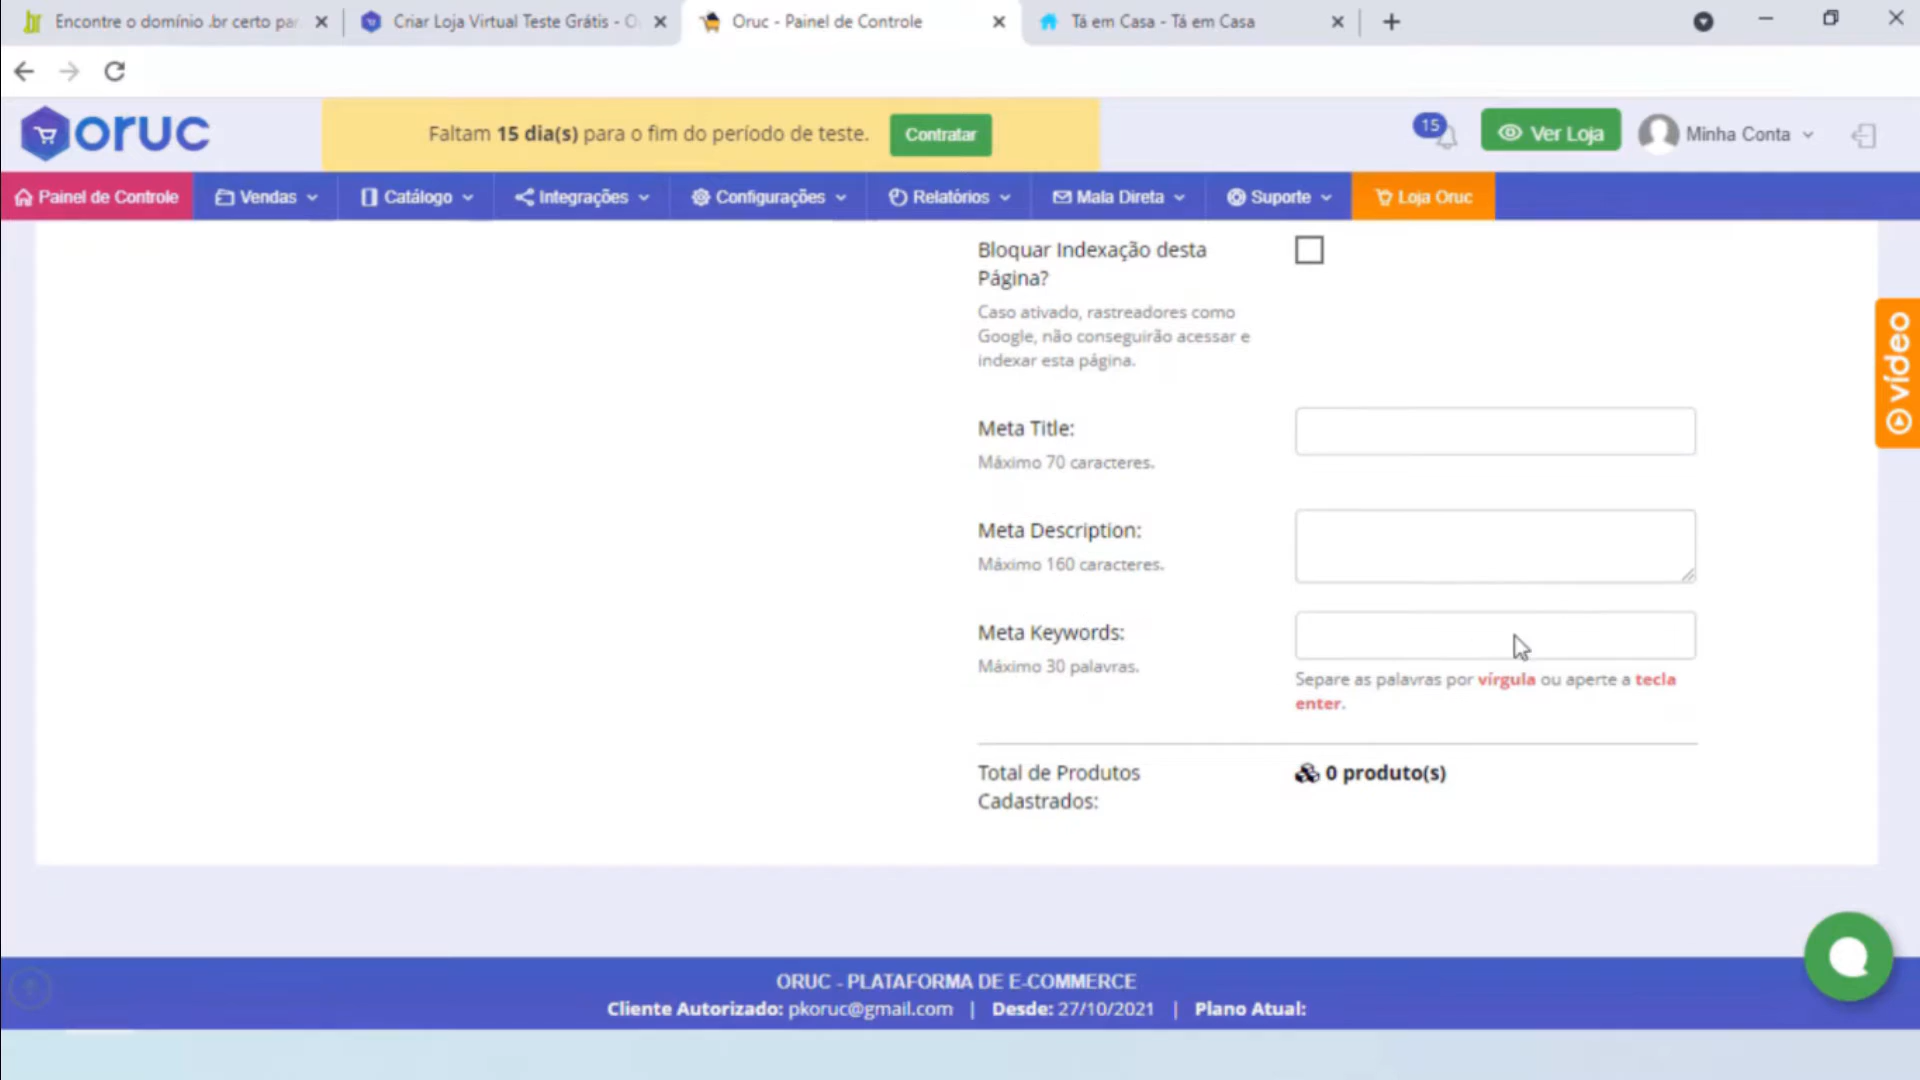 Encontre o domínio .br certo par
Criar Loja Virtual Teste Grátis - O
Oruc - Painel de Controle
Tá em Casa - Tá em Casa
oruc
Faltam 15 dia(s) para o fim do período de teste.
Contratar
15
Ver Loja
Minha Conta
Painel de Controle
Vendas
Catálogo
Integrações
Configurações
Relatórios
Mala Direta
Suporte
Loja Oruc
Bloquar Indexação desta
Página?
Caso ativado, rastreadores como
Google, não conseguirão acessar e
indexar esta página.
vídeo
Meta Title:
Máximo 70 caracteres.
Meta Description:
Máximo 160 caracteres.
Meta Keywords:
Máximo 30 palavras.
Separe as palavras por vírgula ou aperte a tecla
enter.
Total de Produtos
Cadastrados:
0 produto(s)
ORUC - PLATAFORMA DE E-COMMERCE
Cliente Autorizado: pkoruc@gmail.com | Desde: 27/10/2021 | Plano Atual: